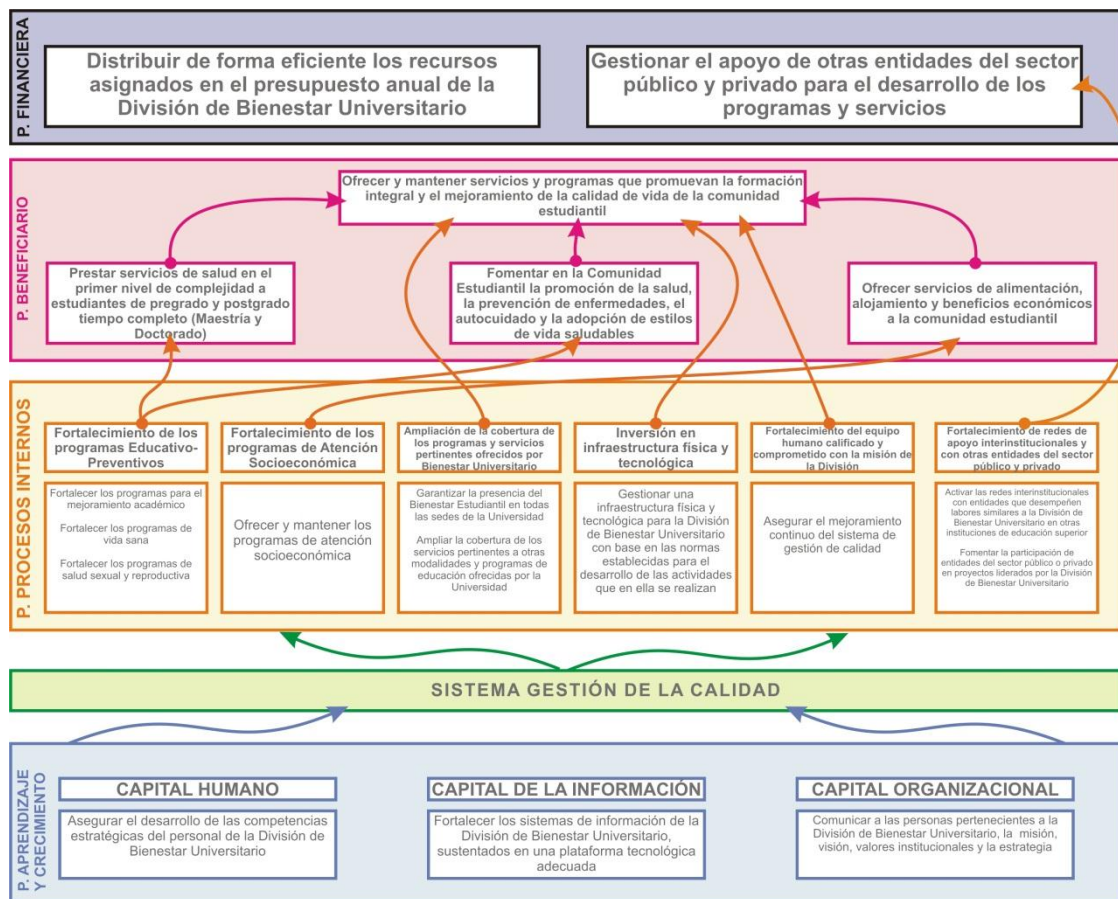 P. FINANCIERA
Distribuir de forma eficiente los recursos
asignados en el presupuesto anual de la
División de Bienestar Universitario
Gestionar el apoyo de otras entidades del sector
público y privado para el desarrollo de los
programas y servicios
P. BENEFICIARIO
Ofrecer y mantener servicios y programas que promuevan la formación
integral y el mejoramiento de la calidad de vida de la comunidad
estudiantil
Prestar servicios de salud en el
primer nivel de complejidad a
estudiantes de pregrado y postgrado
tiempo completo (Maestría y
Doctorado)
Fomentar en la Comunidad
Estudiantil la promoción de la salud,
la prevención de enfermedades, el
autocuidado y la adopción de estilos
de vida saludables
Ofrecer servicios de alimentación,
alojamiento y beneficios económicos
a la comunidad estudiantil
P. PROCESOS INTERNOS
Fortalecimiento de los
programas Educativo-
Preventivos
Fortalecer los programas para el
mejoramiento académico
Fortalecer los programas de
vida sana
Fortalecer los programas de
salud sexual y reproductiva
Fortalecimiento de los
programas de Atención
Socioeconómica
Ofrecer y mantener los
programas de atención
socioeconómica
Ampliación de la cobertura de
los programas y servicios
pertinentes ofrecidos por
Bienestar Universitario
Garantizar la presencia del
Bienestar Estudiantil en todas
las sedes de la Universidad
Ampliar la cobertura de los
servicios pertinentes a otras
modalidades y programas de
educación ofrecidas por la
Universidad
Inversión en
infraestructura física y
tecnológica
Gestionar una
infraestructura física y
tecnológica para la División
de Bienestar Universitario
con base en las normas
establecidas para el
desarrollo de las actividades
que en ella se realizan
Fortalecimiento del equipo
humano calificado y
comprometido con la misión de
la División
Asegurar el mejoramiento
continuo del sistema de
gestión de calidad
Fortalecimiento de redes de
apoyo interinstitucionales y
con otras entidades del sector
público y privado
Activar las redes interinstitucionales
con entidades que desempeñen
labores similares a la División de
Bienestar Universitario en otras
instituciones de educación superior
Fomentar la participación de
entidades del sector público o privado
en proyectos liderados por la División
de Bienestar Universitario
SISTEMA GESTIÓN DE LA CALIDAD
P. APRENDIZAJE
Y CRECIMIENTO
CAPITAL HUMANO
Asegurar el desarrollo de las competencias
estratégicas del personal de la División de
Bienestar Universitario
CAPITAL DE LA INFORMACIÓN
Fortalecer los sistemas de información de la
División de Bienestar Universitario,
sustentados en una plataforma tecnológica
adecuada
CAPITAL ORGANIZACIONAL
Comunicar a las personas pertenecientes a la
División de Bienestar Universitario, la misión,
visión, valores institucionales y la estrategia